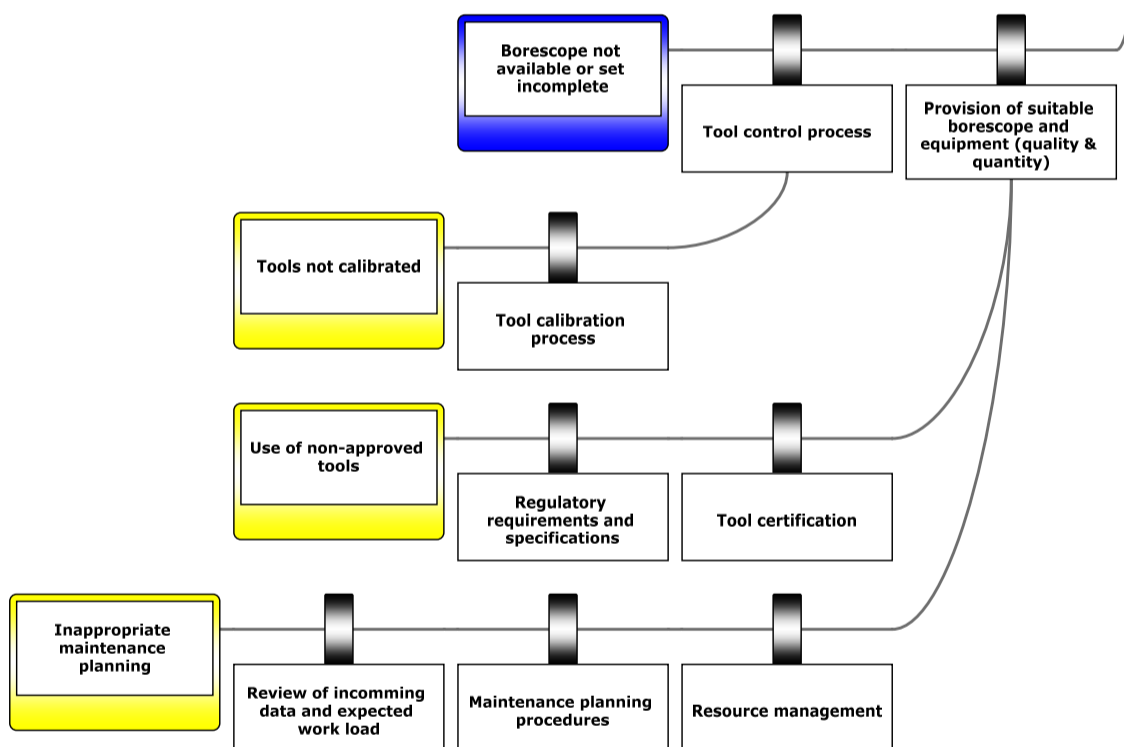 Borescope not
available or set
incomplete
Tool control process
Provision of suitable
borescope and
equipment (quality &
quantity)
Tools not calibrated
Tool calibration
process
Use of non-approved
tools
Regulatory
requirements and
specifications
Tool certification
Inappropriate
maintenance
planning
Review of incomming
data and expected
work load
Maintenance planning
procedures
Resource management